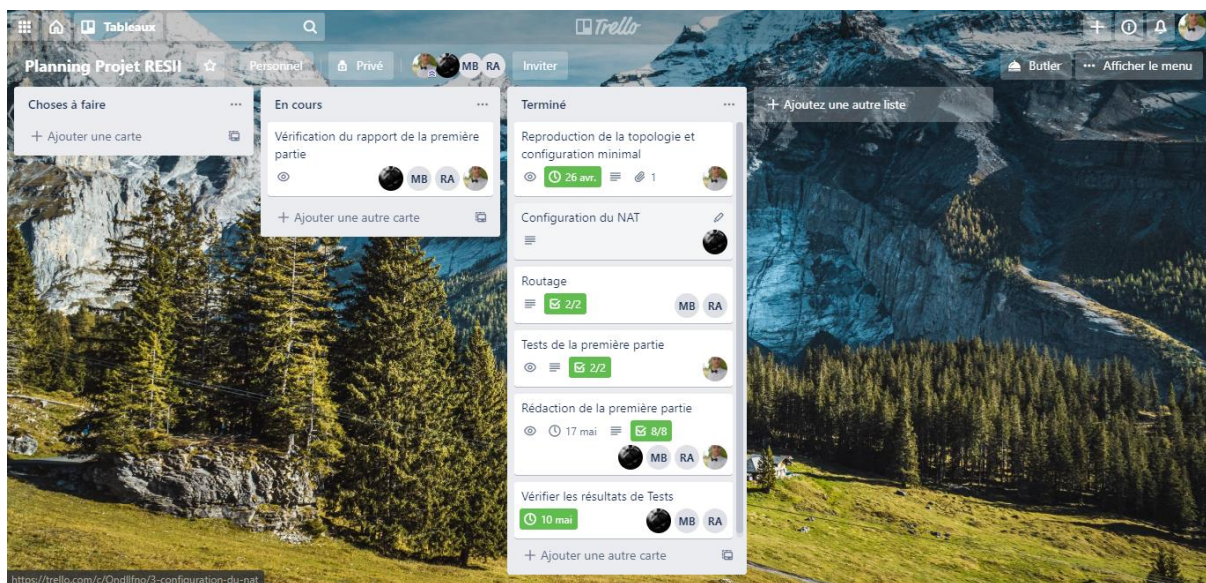 Tableaux
Trello
Planning Projet RESII
Personnel
Privé
MB RA
Inviter
Butler
··· Afficher le menu
Choses à faire ···
+ Ajouter une carte
En cours ···
Vérification du rapport de la première
partie
MB RA
+ Ajouter une autre carte
Terminé ···
Reproduction de la topologie et
configuration minimal
26 avr. 1
Configuration du NAT
Routage
2/2 MB RA
Tests de la première partie
2/2
Rédaction de la première partie
17 mai 8/8
MB RA
Vérifier les résultats de Tests
10 mai MB RA
+ Ajouter une autre carte
+ Ajoutez une autre liste
https://trello.com/c/OndIifno/3-configuration-du-nat